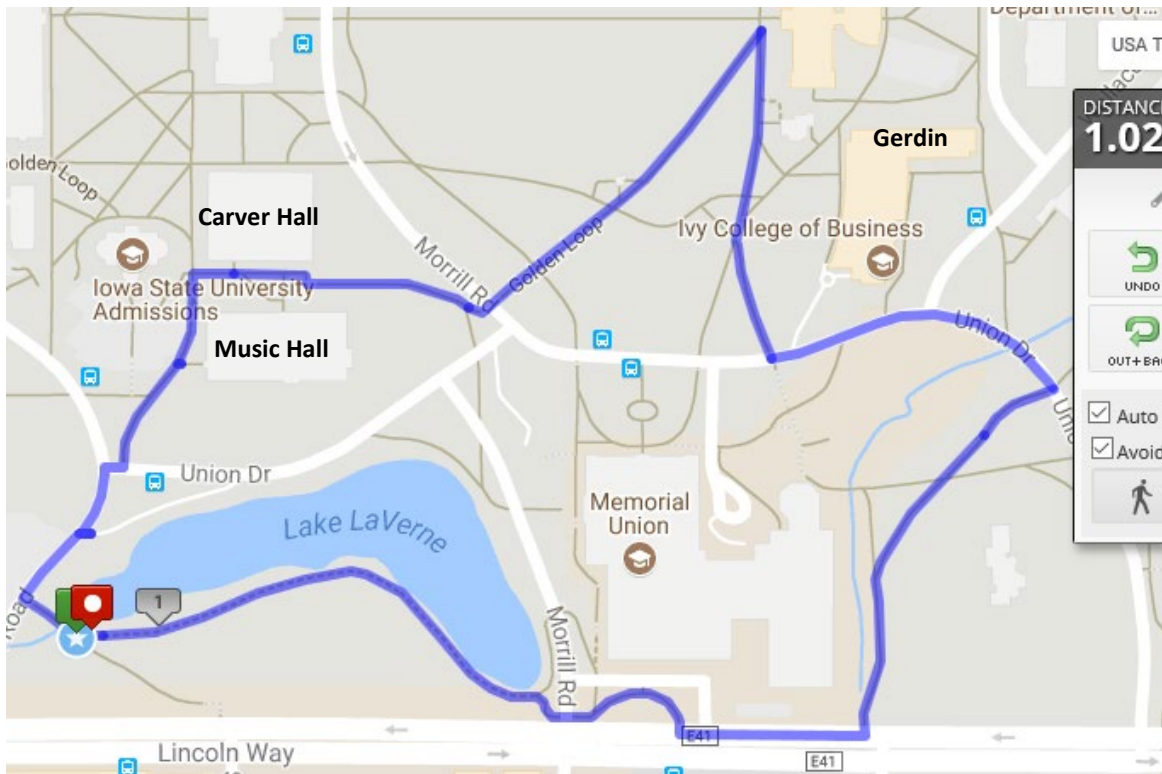 Department of...
USA T
DISTANCE
1.02
Gerdin
Golden Loop
Carver Hall
Morrill Rd
Golden Loop
Ivy College of Business
UNDO
Iowa State University
Admissions
Music Hall
Union Dr
OUT+BA
Auto
Avoid
Union Dr
Lake LaVerne
Memorial
Union
1
Road
Morrill Rd
E41
Lincoln Way
E41